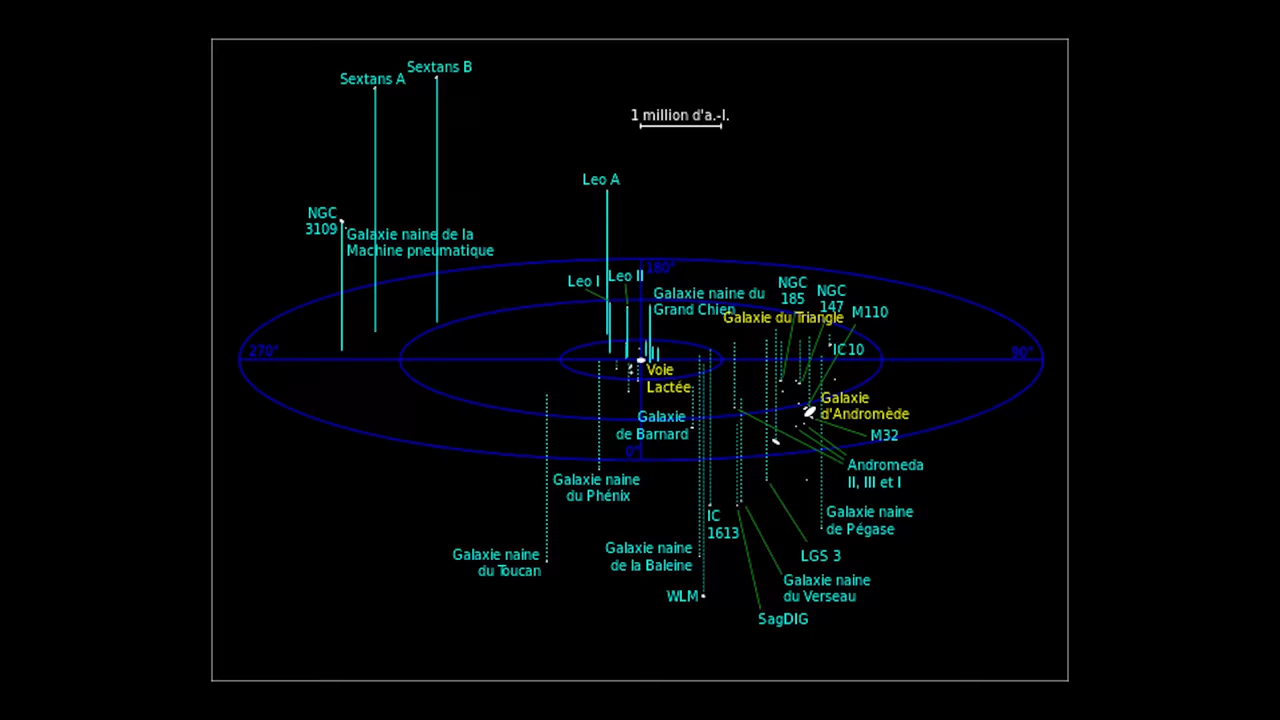 Sextans B
Sextans A
1 million d'a.-l.
Leo A
NGC
3109
Galaxie naine de la
Machine pneumatique
180°
Leo I
Leo II
NGC
185
NGC
147
Galaxie naine du
Grand Chien
Galaxie du Triangle
M110
270°
90°
IC10
Voie
Lactée
Galaxie
d'Andromède
Galaxie
de Barnard
M32
0°
Andromeda
II, III et I
Galaxie naine
du Phénix
IC
1613
Galaxie naine
de Pégase
Galaxie naine
du Toucan
Galaxie naine
de la Baleine
LGS 3
Galaxie naine
du Verseau
WLM
SagDIG